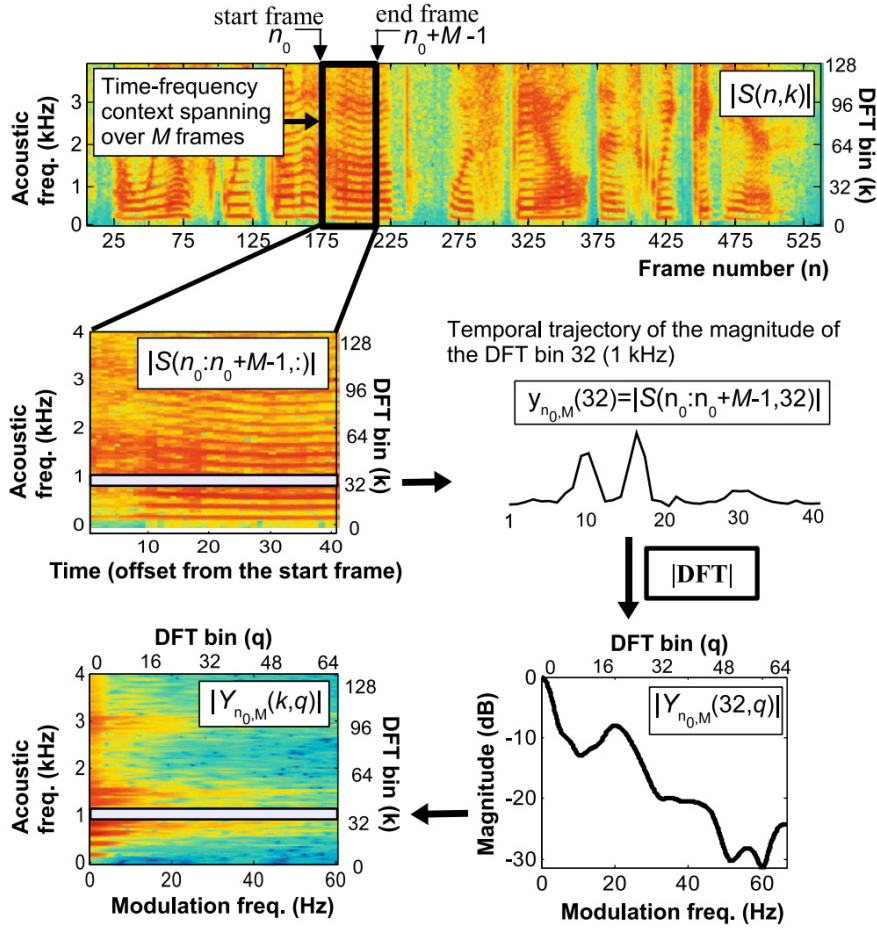 start frame
end frame
n0
n0+M-1
Time-frequency
context spanning
over M frames
|S(n,k)|
Acoustic
freq. (kHz)
3
2
1
0
128
96
64
32
0
DFT
bin (k)
25 75 125 175 225 275 325 375 425 475 525
Frame number (n)
4
3
2
1
0
Acoustic
freq. (kHz)
|S(n0:n0+M-1,:)|
128
96
64
32
0
DFT bin (k)
10 20 30 40
Time (offset from the start frame)
Temporal trajectory of the magnitude of
the DFT bin 32 (1 kHz)
yn0,M(32)=|S(n0:n0+M-1,32)|
1 10 20 30 40
|DFT|
DFT bin (q)
0 16 32 48 64
4
3
2
1
0
Acoustic
freq. (kHz)
|Yn0,M(k,q)|
128
96
64
32
0
DFT bin (k)
0 20 40 60
Modulation freq. (Hz)
DFT bin (q)
0 16 32 48 60 64
|Yn0,M(32,q)|
0
-10
-20
-30
Magnitude (dB)
0 20 40 60
Modulation freq. (Hz)